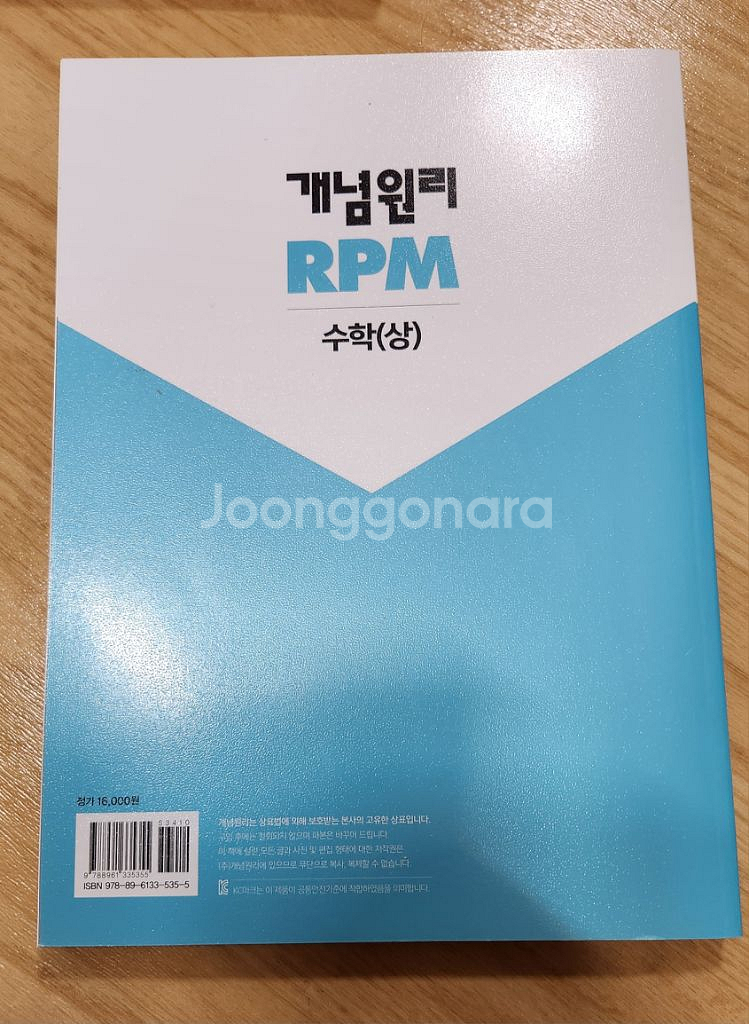 개념원리
RPM
수학(상)
Joonggonara
정가 16,000원
53410
9 788961 335355
ISBN 978-89-6133-535-5
개념원리는 상표법에 의해 보호받는 본사의 고유한 상표입니다.
구입 후에는 철회되지 않으며 파본은 바꾸어 드립니다.
이 책에 실린 모든 글과 사진 및 편집 형태에 대한 저작권은
(주)개념원리에 있으므로 무단으로 복사, 복제할 수 없습니다.
KC마크는 이 제품이 공통안전기준에 적합하였음을 의미합니다.